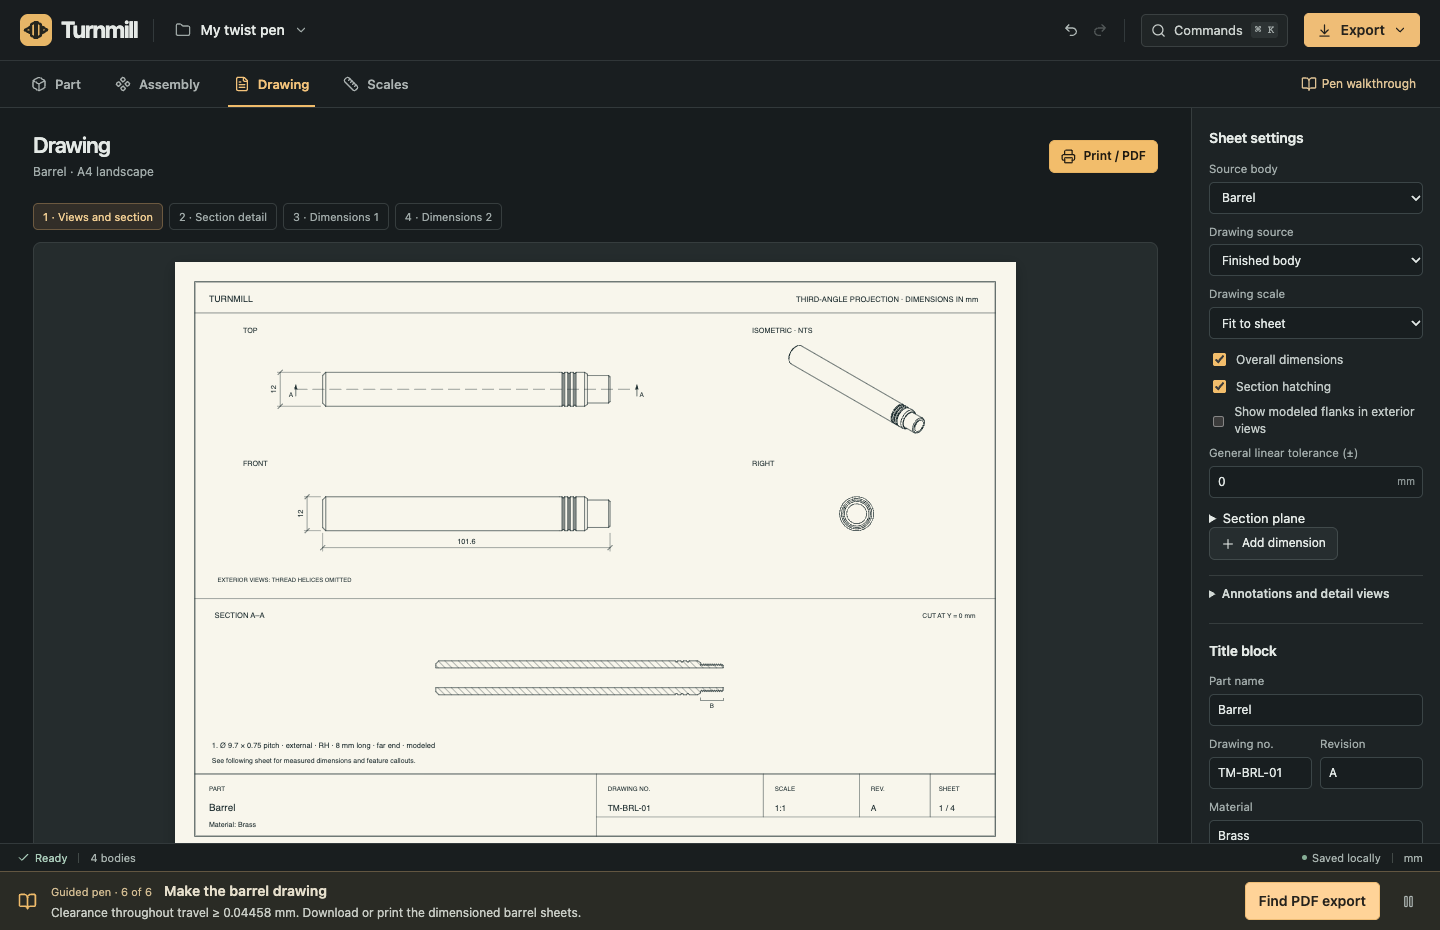 Turnmill
My twist pen
Commands ⌘ K
Export
Part
Assembly
Drawing
Scales
Pen walkthrough
Drawing
Barrel · A4 landscape
Print / PDF
1 · Views and section
2 · Section detail
3 · Dimensions 1
4 · Dimensions 2
TURNMILL
THIRD-ANGLE PROJECTION · DIMENSIONS IN mm
TOP
ISOMETRIC · NTS
12
A
A
FRONT
RIGHT
12
101.6
EXTERIOR VIEWS: THREAD HELICES OMITTED
SECTION A–A
CUT AT Y = 0 mm
B
1. Ø 9.7 × 0.75 pitch · external · RH · 8 mm long · far end · modeled
See following sheet for measured dimensions and feature callouts.
PART
Barrel
Material: Brass
DRAWING NO.
TM-BRL-01
SCALE
1:1
REV.
A
SHEET
1 / 4
Sheet settings
Source body
Barrel
Drawing source
Finished body
Drawing scale
Fit to sheet
Overall dimensions
Section hatching
Show modeled flanks in exterior
views
General linear tolerance (±)
0 mm
Section plane
Add dimension
Annotations and detail views
Title block
Part name
Barrel
Drawing no.
Revision
TM-BRL-01
A
Material
Brass
Ready
4 bodies
Saved locally
mm
Guided pen · 6 of 6 Make the barrel drawing
Clearance throughout travel ≥ 0.04458 mm. Download or print the dimensioned barrel sheets.
Find PDF export